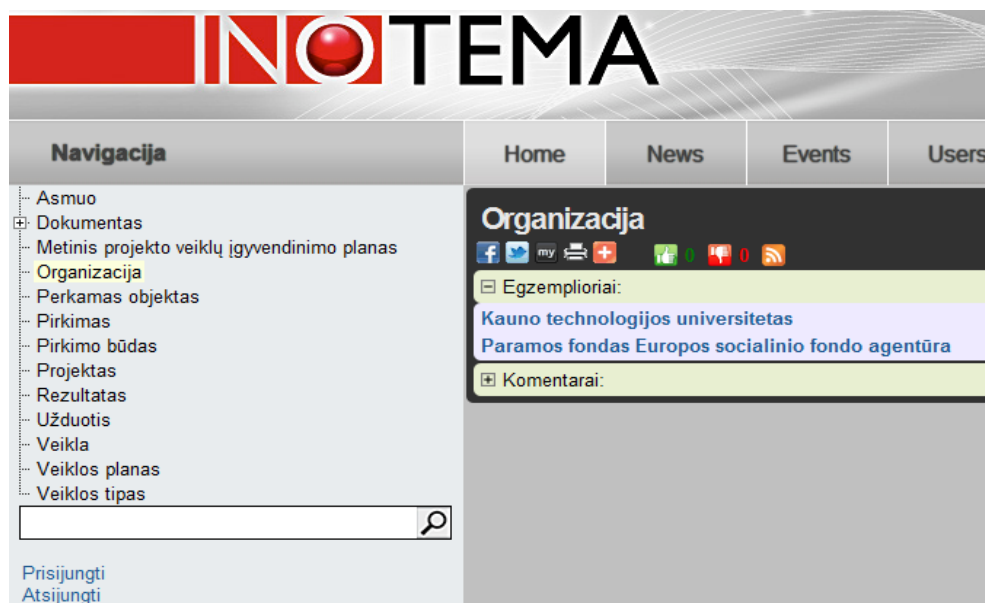 INOTEMA
Navigacija
Home News Events Users
Asmuo
Dokumentas
Metinis projekto veiklų įgyvendinimo planas
Organizacija
Perkamas objektas
Pirkimas
Pirkimo būdas
Projektas
Rezultatas
Užduotis
Veikla
Veiklos planas
Veiklos tipas
Prisijungti
Atsijungti
Organizacija
my 0 0
Egzemplioriai:
Kauno technologijos universitetas
Paramos fondas Europos socialinio fondo agentūra
Komentarai: